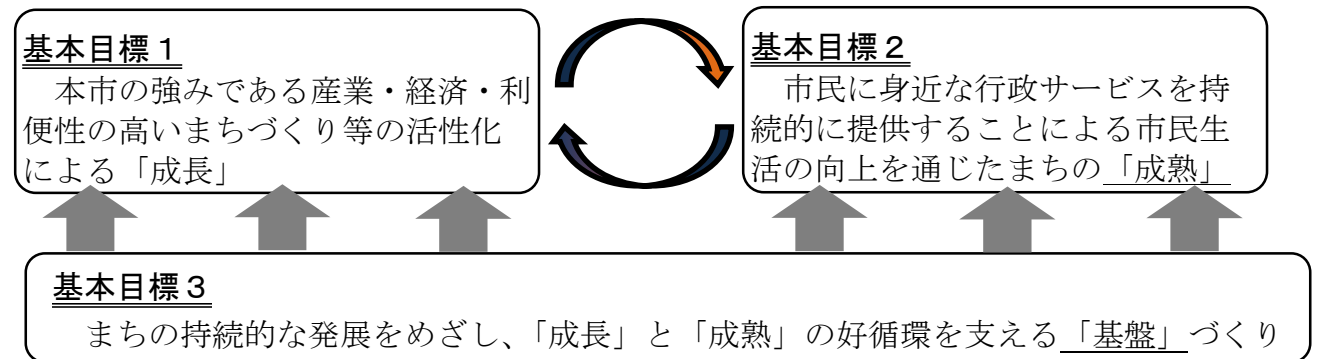 基本目標１
本市の強みである産業・経済・利
便性の高いまちづくり等の活性化
による「成長」
基本目標２
市民に身近な行政サービスを持
続的に提供することによる市民生
活の向上を通じたまちの「成熟」
基本目標３
まちの持続的な発展をめざし、「成長」と「成熟」の好循環を支える「基盤」づくり